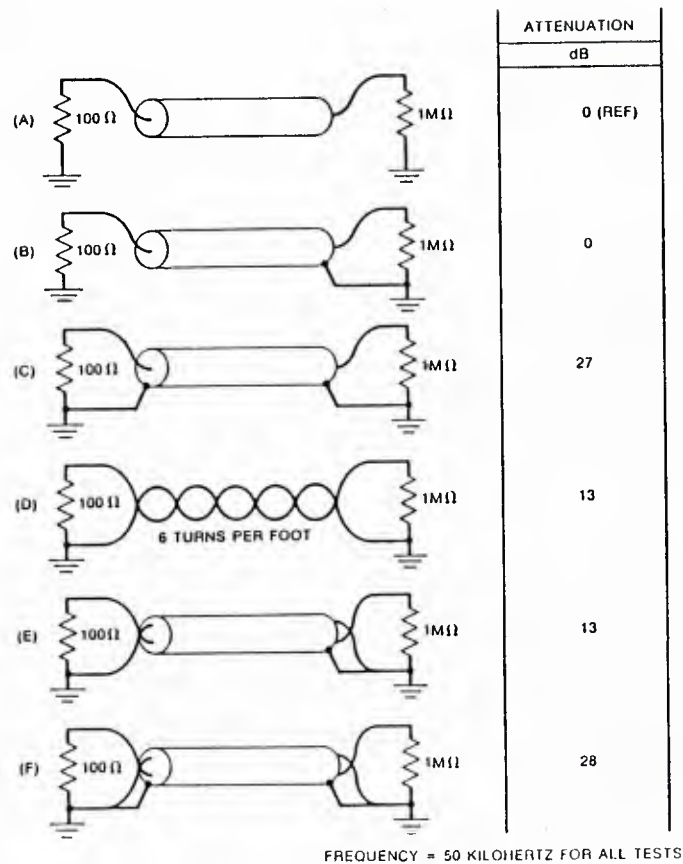 ATTENUATION
dB
(A) 100 Ω 1MΩ 0 (REF)
(B) 100 Ω 1MΩ 0
(C) 100 Ω 1MΩ 27
(D) 100 Ω 1MΩ 13
6 TURNS PER FOOT
(E) 100Ω 1MΩ 13
(F) 100 Ω 1MΩ 28
FREQUENCY = 50 KILOHERTZ FOR ALL TESTS